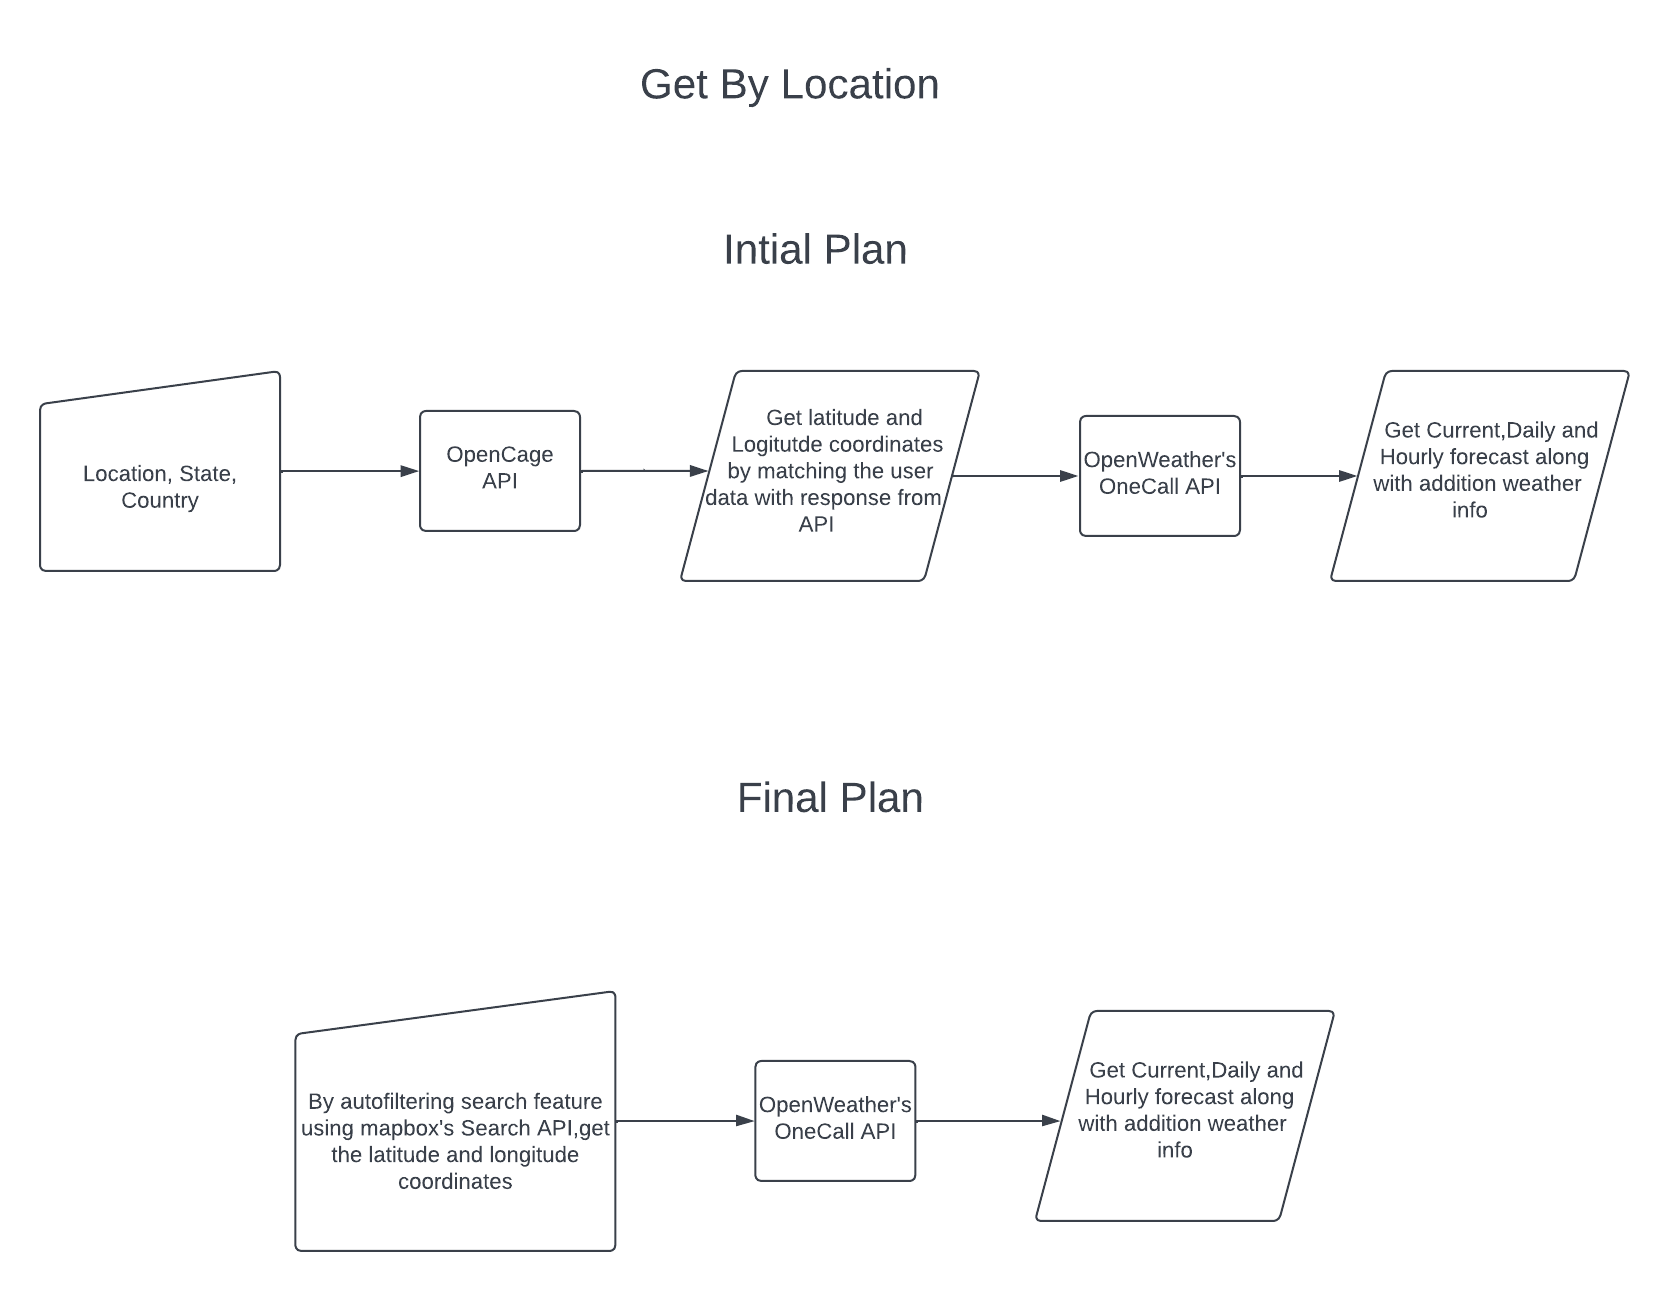 Get By Location
Intial Plan
Location, State,
Country
OpenCage
API
Get latitude and
Logitutde coordinates
by matching the user
data with response from
API
OpenWeather's
OneCall API
Get Current,Daily and
Hourly forecast along
with addition weather
info
Final Plan
By autofiltering search feature
using mapbox's Search API,get
the latitude and longitude
coordinates
OpenWeather's
OneCall API
Get Current,Daily and
Hourly forecast along
with addition weather
info